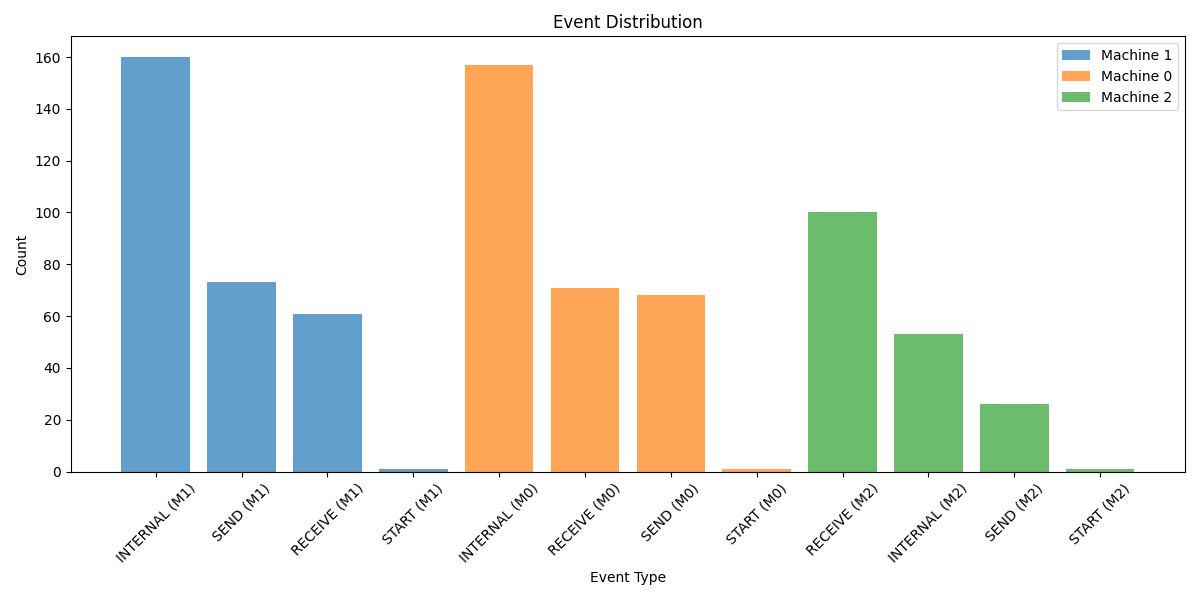 Event Distribution
Machine 1
Machine 0
Machine 2
Count
160
140
120
100
80
60
40
20
0
INTERNAL (M1)
SEND (M1)
RECEIVE (M1)
START (M1)
INTERNAL (M0)
RECEIVE (M0)
SEND (M0)
START (M0)
RECEIVE (M2)
INTERNAL (M2)
SEND (M2)
START (M2)
Event Type